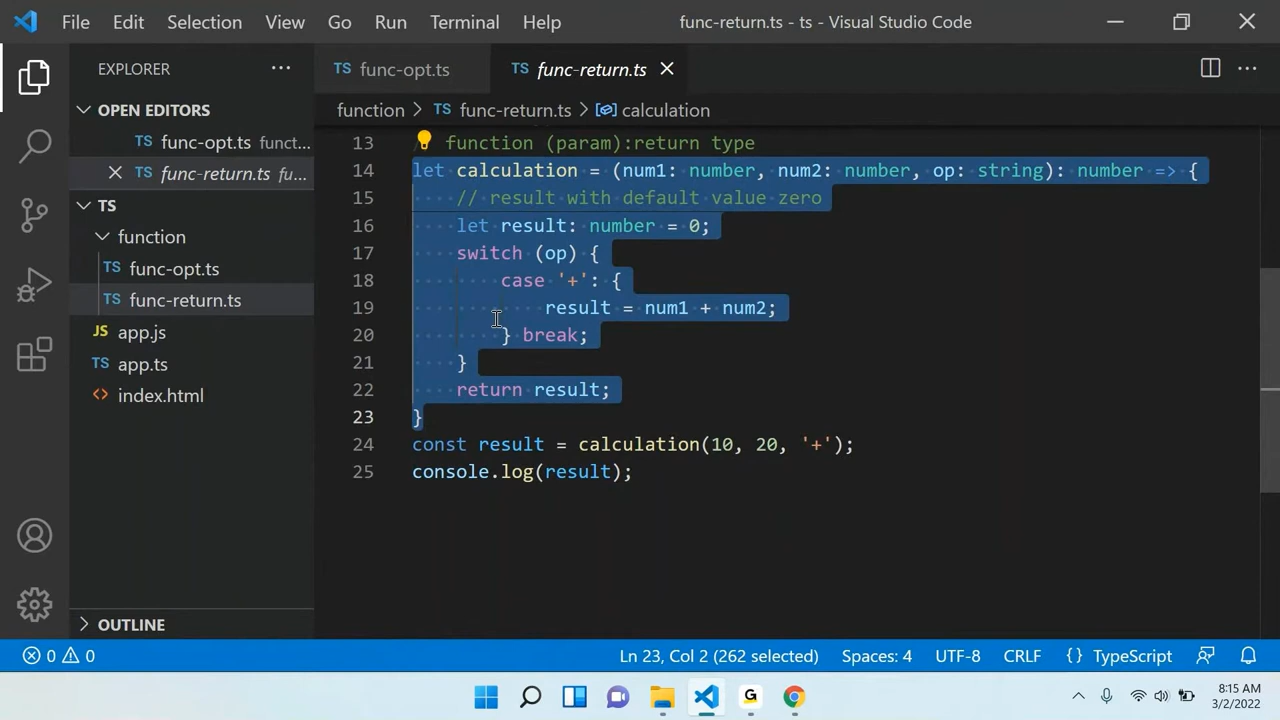 File Edit Selection View Go Run Terminal Help func-return.ts - ts - Visual Studio Code
EXPLORER ···
TS func-opt.ts
TS func-return.ts
function > TS func-return.ts > calculation
OPEN EDITORS
TS func-opt.ts funct...
TS func-return.ts fu...
TS
function
TS func-opt.ts
TS func-return.ts
JS app.js
TS app.ts
<> index.html
OUTLINE
13 function (param):return type
14 let calculation = (num1: number, num2: number, op: string): number => {
15 // result with default value zero
16 let result: number = 0;
17 switch (op) {
18 case '+': {
19 result = num1 + num2;
20 } break;
21 }
22 return result;
23 }
24 const result = calculation(10, 20, '+');
25 console.log(result);
0 0 Ln 23, Col 2 (262 selected) Spaces: 4 UTF-8 CRLF {} TypeScript
G
8:15 AM
3/2/2022